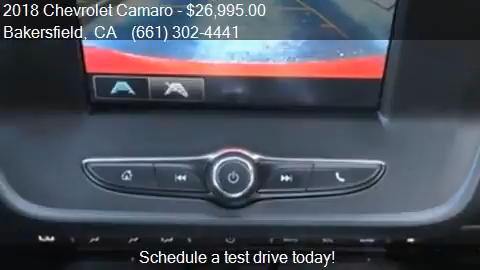 2018 Chevrolet Camaro - $26,995.00
Bakersfield, CA (661) 302-4441
Schedule a test drive today!